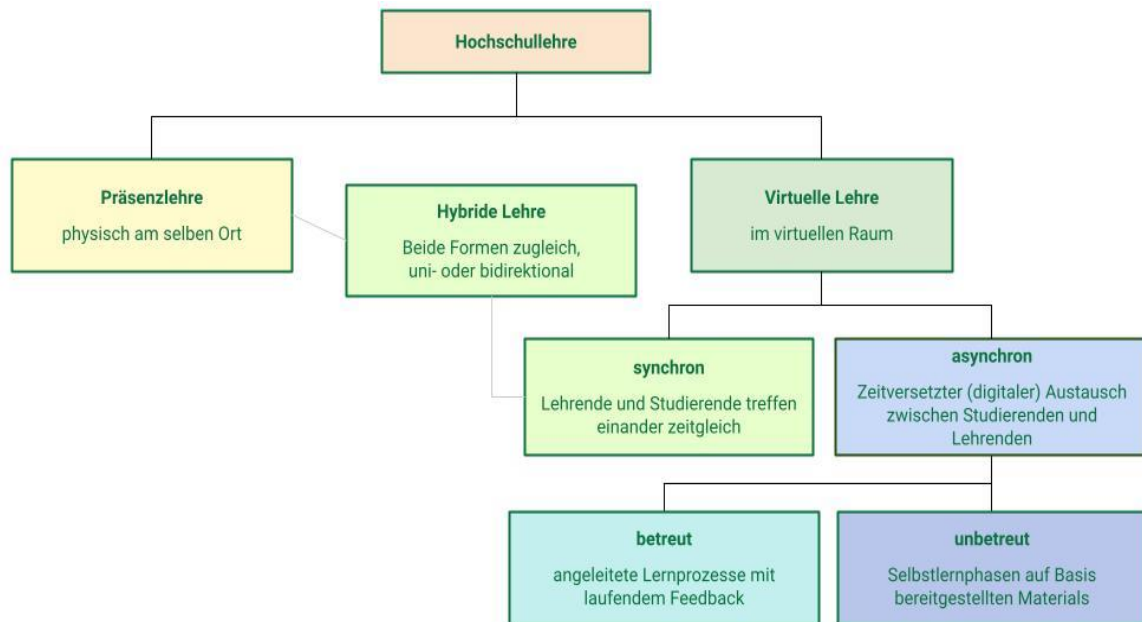 Hochschullehre
Präsenzlehre
physisch am selben Ort
Hybride Lehre
Beide Formen zugleich,
uni- oder bidirektional
Virtuelle Lehre
im virtuellen Raum
synchron
Lehrende und Studierende treffen
einander zeitgleich
asynchron
Zeitversetzter (digitaler) Austausch
zwischen Studierenden und
Lehrenden
betreut
angeleitete Lernprozesse mit
laufendem Feedback
unbetreut
Selbstlernphasen auf Basis
bereitgestellten Materials